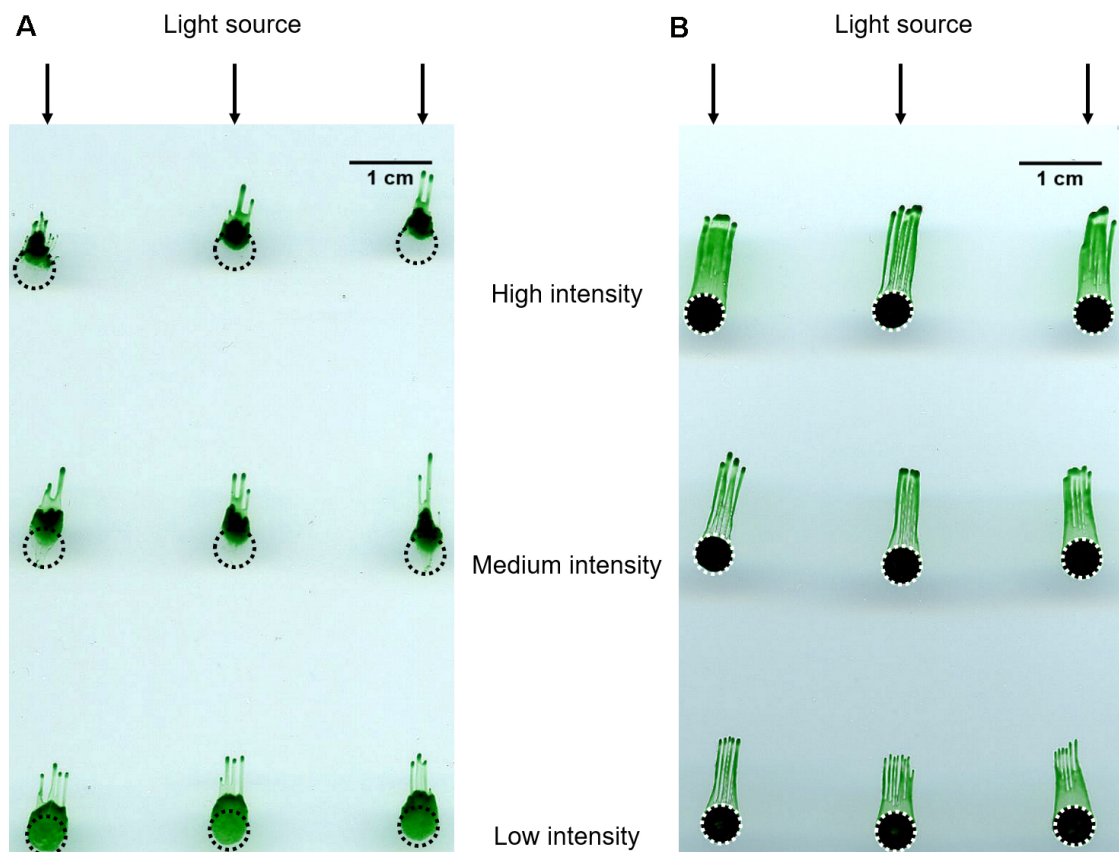 A
Light source
B
Light source
1 cm
1 cm
High intensity
Medium intensity
Low intensity